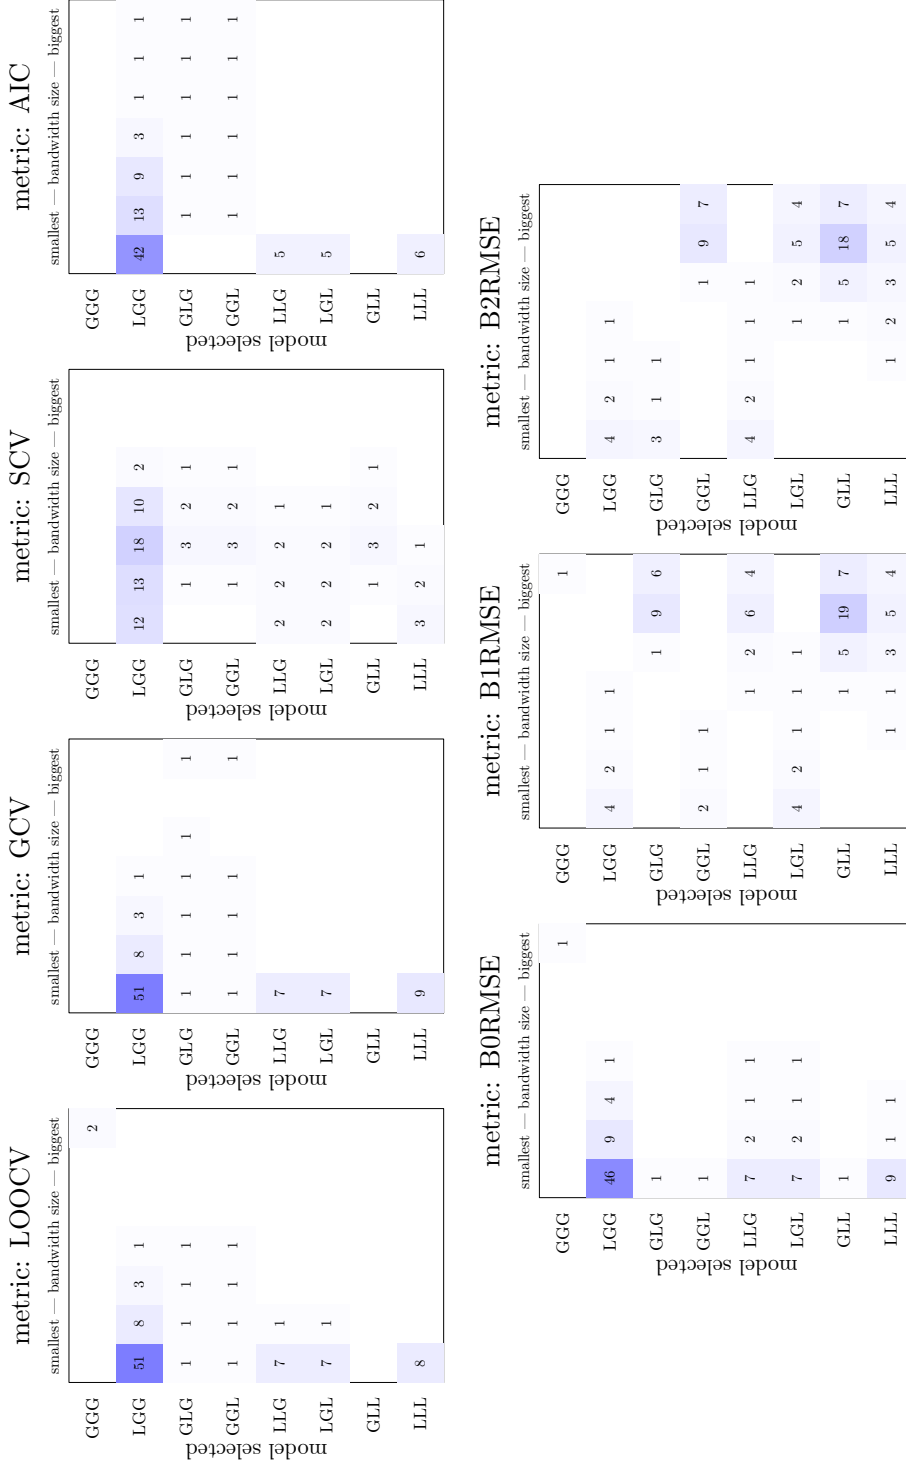 metric: LOOCV
smallest — bandwidth size — biggest
model selected
GGG 2
LGG 51 8 3 1
GLG 1 1 1 1
GGL 1 1 1 1
LLG 7 1
LGL 7 1
GLL
LLL 8
metric: GCV
smallest — bandwidth size — biggest
model selected
GGG
LGG 51 8 3 1
GLG 1 1 1 1 1 1
GGL 1 1 1 1 1
LLG 7
LGL 7
GLL
LLL 9
metric: SCV
smallest — bandwidth size — biggest
model selected
GGG
LGG 12 13 18 10 2
GLG 1 3 2 1
GGL 1 3 2 1
LLG 2 2 2 1
LGL 2 2 2 1
GLL 1 3 2 1
LLL 3 2 1
metric: AIC
smallest — bandwidth size — biggest
model selected
GGG
LGG 42 13 9 3 1 1 1
GLG 1 1 1 1 1 1
GGL 1 1 1 1 1 1
LLG 5
LGL 5
GLL
LLL 6
metric: B0RMSE
smallest — bandwidth size — biggest
model selected
GGG 1
LGG 46 9 4 1
GLG 1
GGL 1
LLG 7 2 1 1
LGL 7 2 1 1
GLL 1
LLL 9 1 1
metric: B1RMSE
smallest — bandwidth size — biggest
model selected
GGG 1
LGG 4 2 1 1
GLG 1 9 6
GGL 2 1 1
LLG 1 2 6 4
LGL 4 2 1 1 1
GLL 1 5 19 7
LLL 1 1 3 5 4
metric: B2RMSE
smallest — bandwidth size — biggest
model selected
GGG
LGG 4 2 1 1
GLG 3 1 1
GGL 1 9 7
LLG 4 2 1 1 1
LGL 1 2 5 4
GLL 1 5 18 7
LLL 1 2 3 5 4